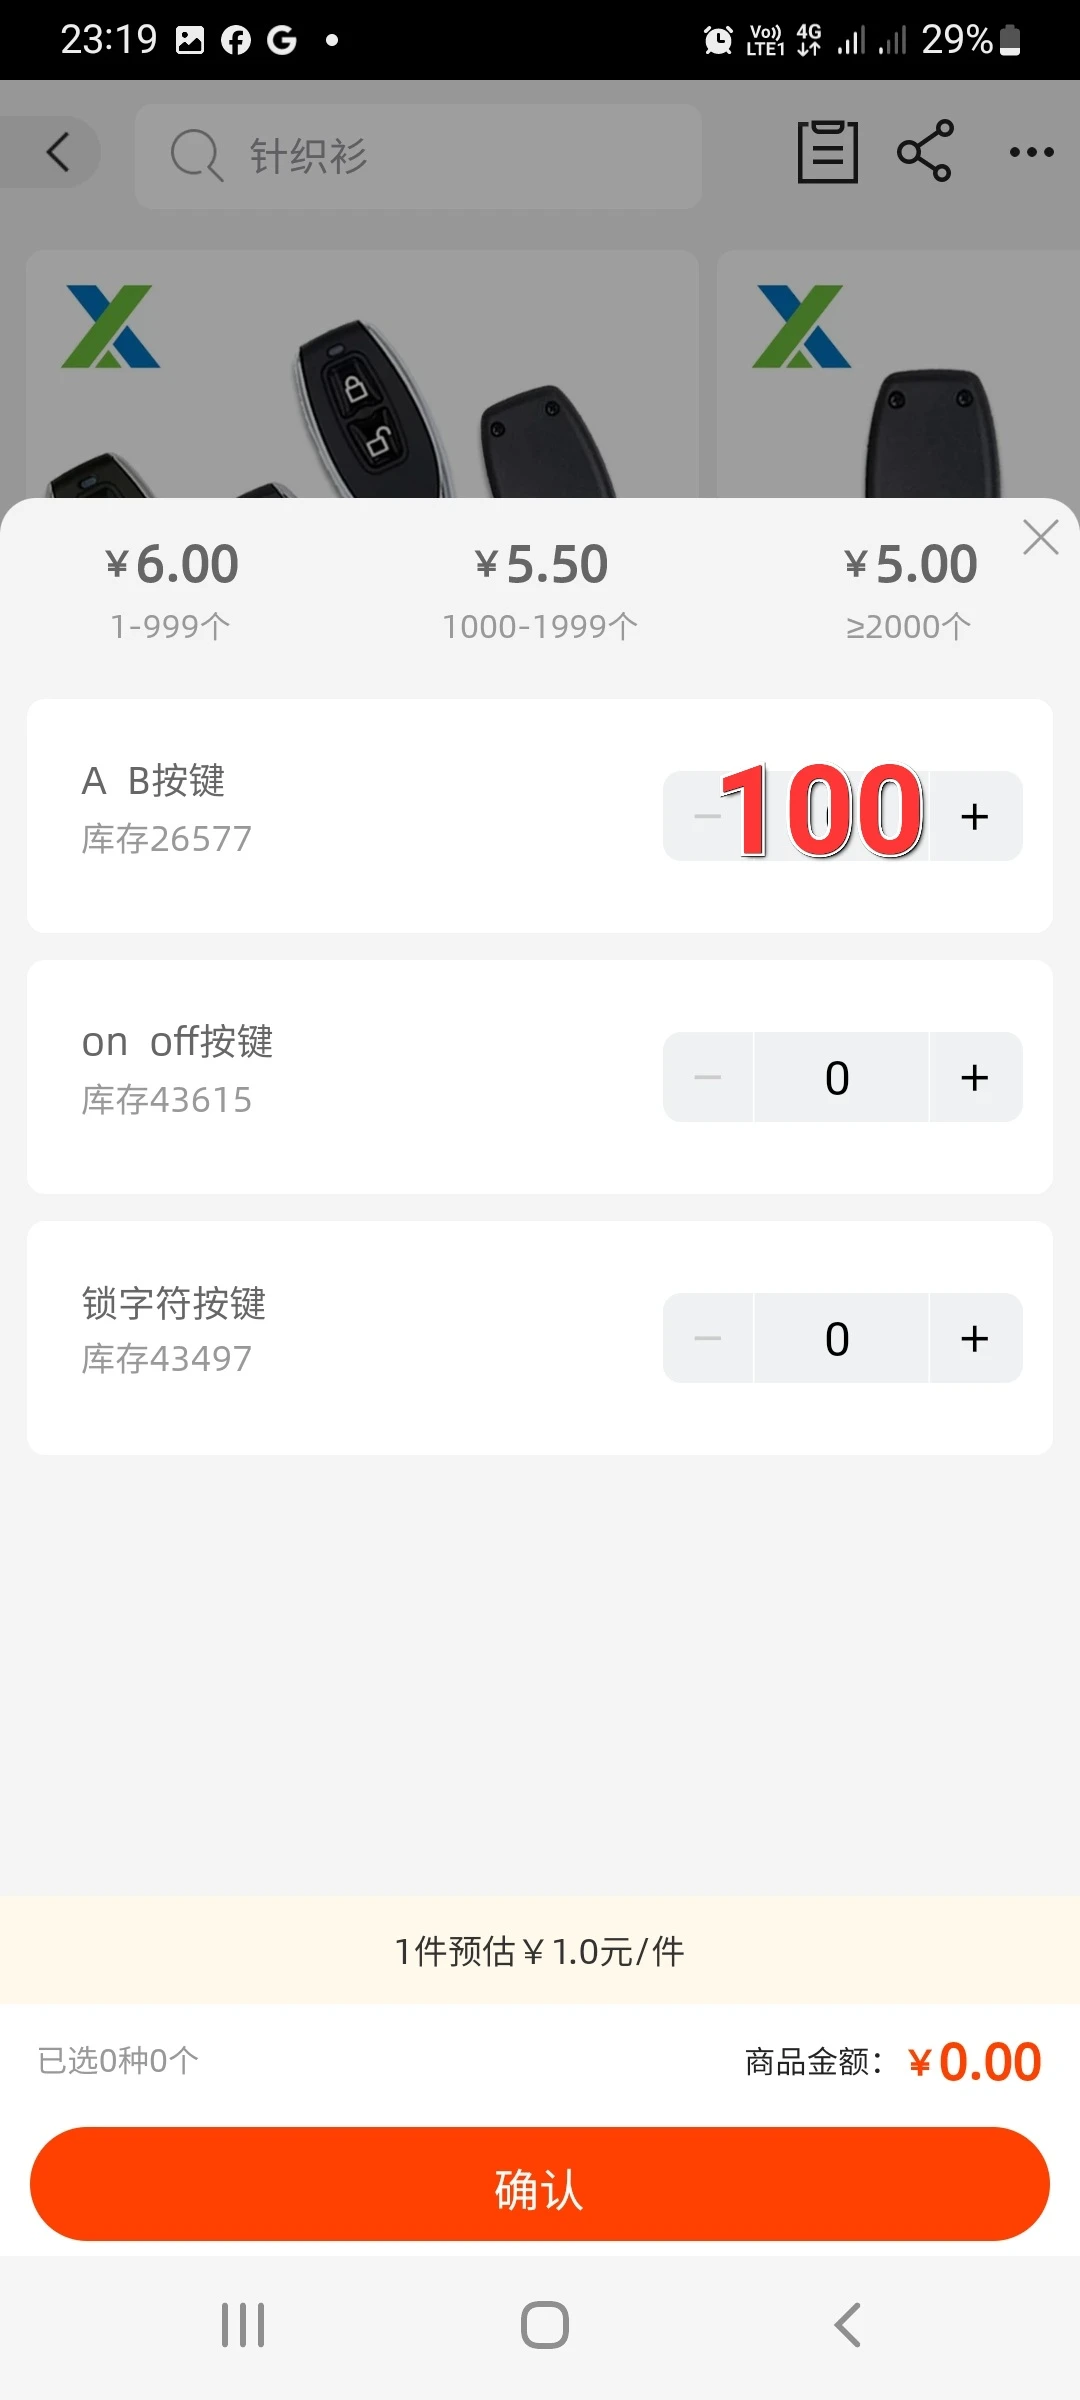 23:19
Vo)) LTE1 4G 29%
针织衫
¥6.00 ¥5.50 ¥5.00
1-999个 1000-1999个 ≥2000个
A B按键
库存26577
100 +
on off按键
库存43615
− 0 +
锁字符按键
库存43497
− 0 +
1件预估¥1.0元/件
已选0种0个 商品金额：¥0.00
确认